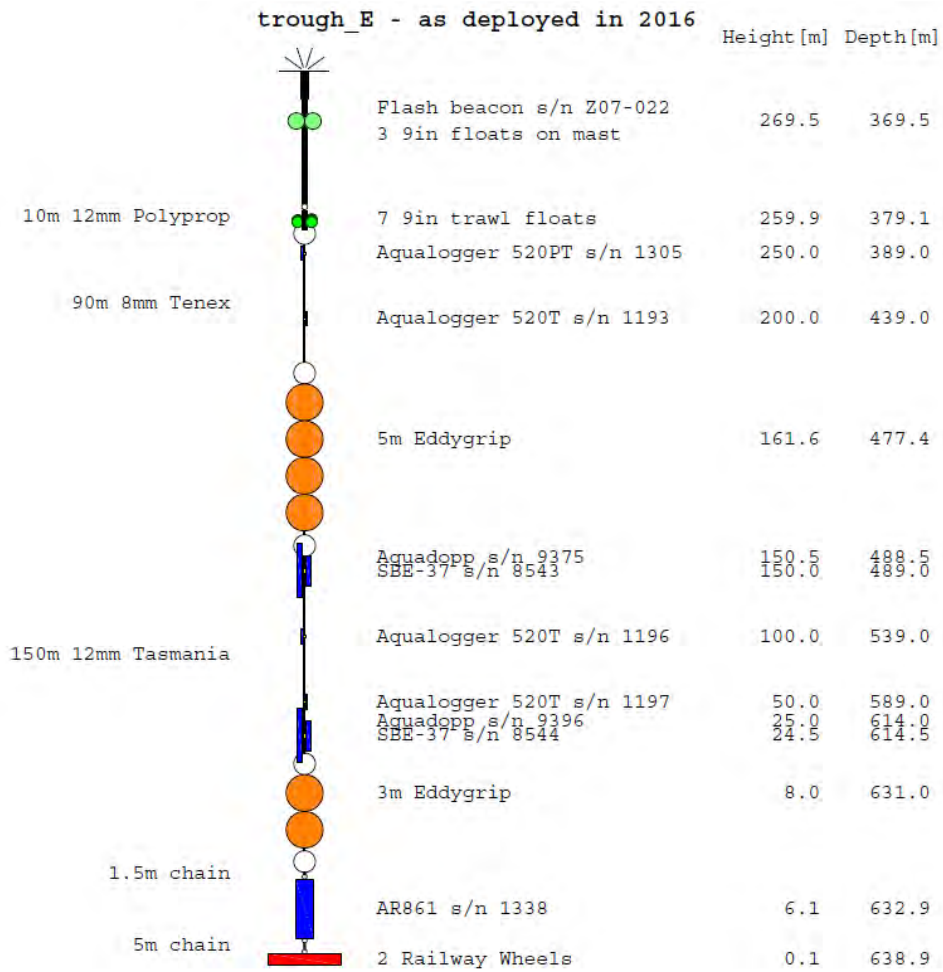 trough_E - as deployed in 2016
Height[m] Depth[m]
Flash beacon s/n Z07-022
3 9in floats on mast 269.5 369.5
10m 12mm Polyprop 7 9in trawl floats 259.9 379.1
Aqualogger 520PT s/n 1305 250.0 389.0
90m 8mm Tenex
Aqualogger 520T s/n 1193 200.0 439.0
5m Eddygrip 161.6 477.4
Aquadopp s/n 9375 150.5 488.5
SBE-37 s/n 8543 150.0 489.0
Aqualogger 520T s/n 1196 100.0 539.0
150m 12mm Tasmania
Aqualogger 520T s/n 1197 50.0 589.0
Aquadopp s/n 9396 25.0 614.0
SBE-37 s/n 8544 24.5 614.5
3m Eddygrip 8.0 631.0
1.5m chain
AR861 s/n 1338 6.1 632.9
5m chain
2 Railway Wheels 0.1 638.9